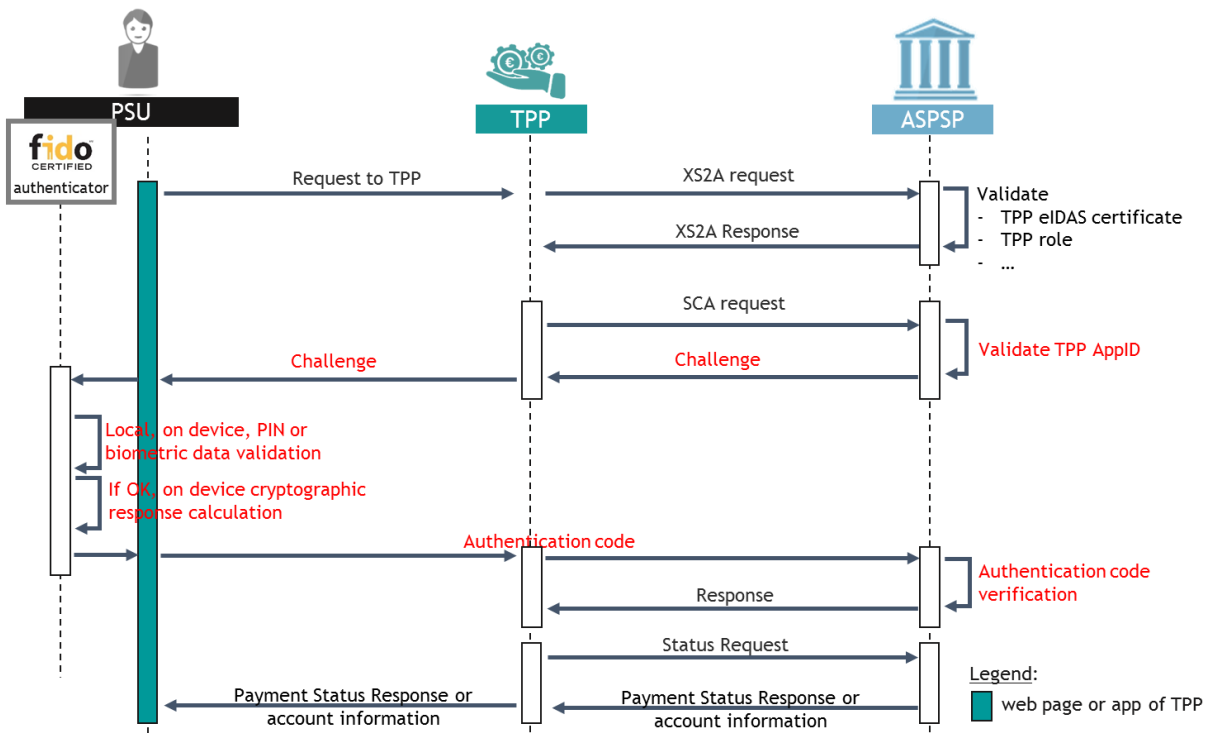 PSU
TPP
ASPSP
fido
CERTIFIED
authenticator
Request to TPP
XS2A request
Validate
- TPP eIDAS certificate
- TPP role
- ...
XS2A Response
SCA request
Validate TPP AppID
Challenge
Challenge
Local, on device, PIN or
biometric data validation
If OK, on device cryptographic
response calculation
Authentication code
Authentication code
verification
Response
Status Request
Payment Status Response or
account information
Payment Status Response or
account information
Legend:
web page or app of TPP